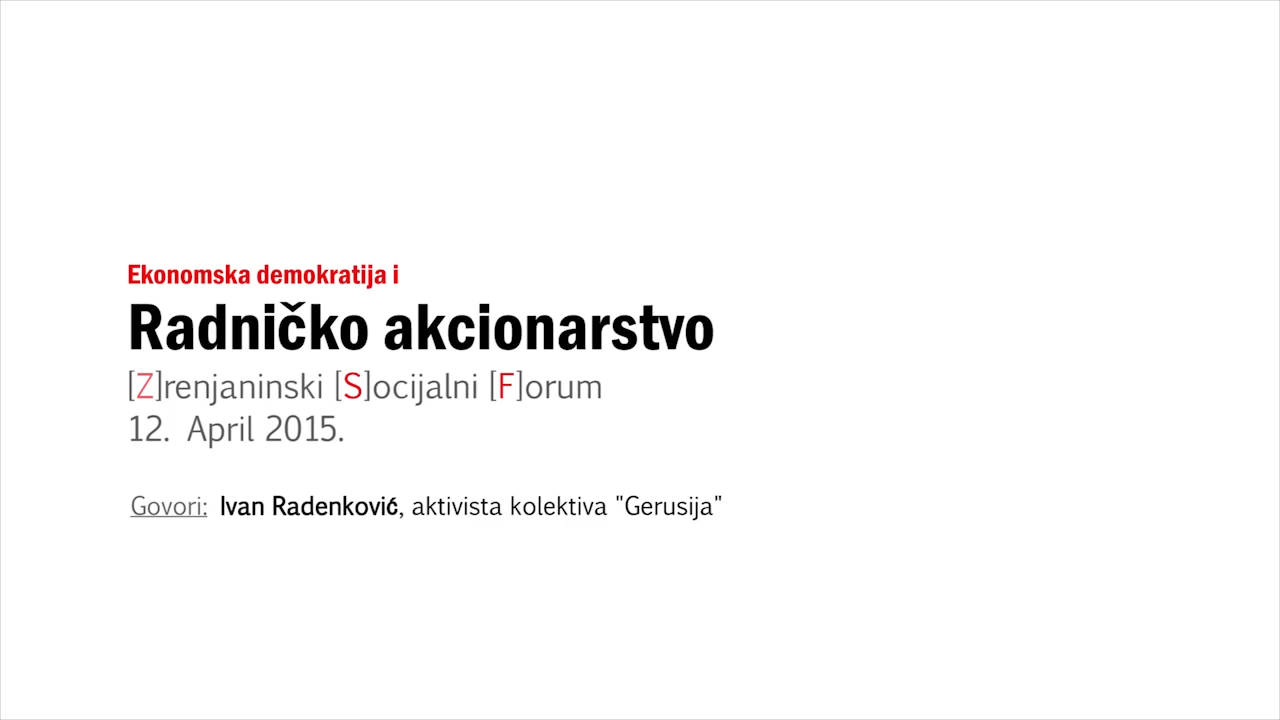 Ekonomska demokratija i
Radničko akcionarstvo
[Z]renjaninski [S]ocijalni [F]orum
12. April 2015.
Govori: Ivan Radenković, aktivista kolektiva "Gerusija"